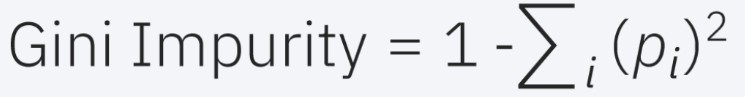 Gini Impurity = 1 -∑ᵢ (pᵢ)²